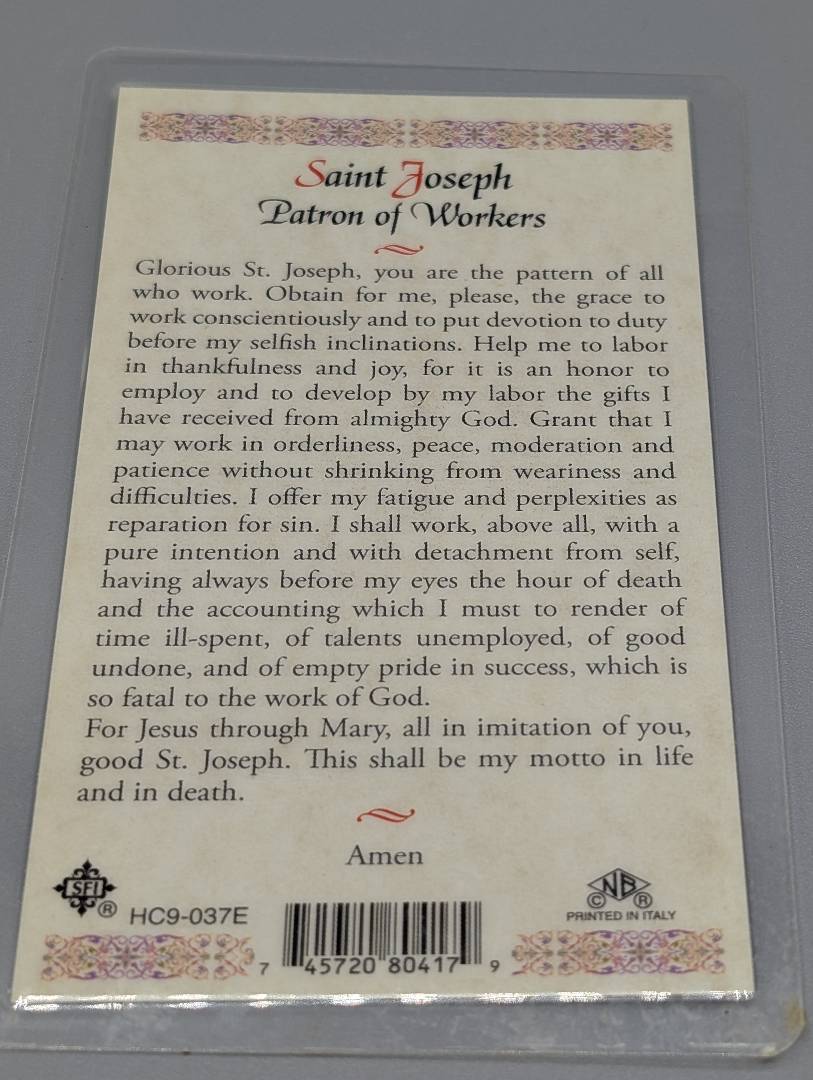 Saint Joseph
Patron of Workers
Glorious St. Joseph, you are the pattern of all
who work. Obtain for me, please, the grace to
work conscientiously and to put devotion to duty
before my selfish inclinations. Help me to labor
in thankfulness and joy, for it is an honor to
employ and to develop by my labor the gifts I
have received from almighty God. Grant that I
may work in orderliness, peace, moderation and
patience without shrinking from weariness and
difficulties. I offer my fatigue and perplexities as
reparation for sin. I shall work, above all, with a
pure intention and with detachment from self,
having always before my eyes the hour of death
and the accounting which I must to render of
time ill-spent, of talents unemployed, of good
undone, and of empty pride in success, which is
so fatal to the work of God.
For Jesus through Mary, all in imitation of you,
good St. Joseph. This shall be my motto in life
and in death.
Amen
SFI ® HC9-037E
NB © ®
PRINTED IN ITALY
7 45720 80417 9